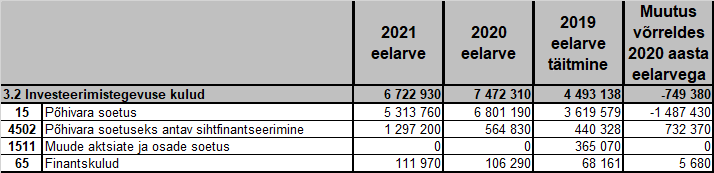 2021 eelarve 2020 eelarve 2019 eelarve täitmine Muutus võrreldes 2020 aasta eelarvega
3.2 Investeerimistegevuse kulud 6 722 930 7 472 310 4 493 138 -749 380
15 Põhivara soetus 5 313 760 6 801 190 3 619 579 -1 487 430
4502 Põhivara soetuseks antav sihtfinantseerimine 1 297 200 564 830 440 328 732 370
1511 Muude aktsiate ja osade soetus 0 0 365 070 0
65 Finantskulud 111 970 106 290 68 161 5 680